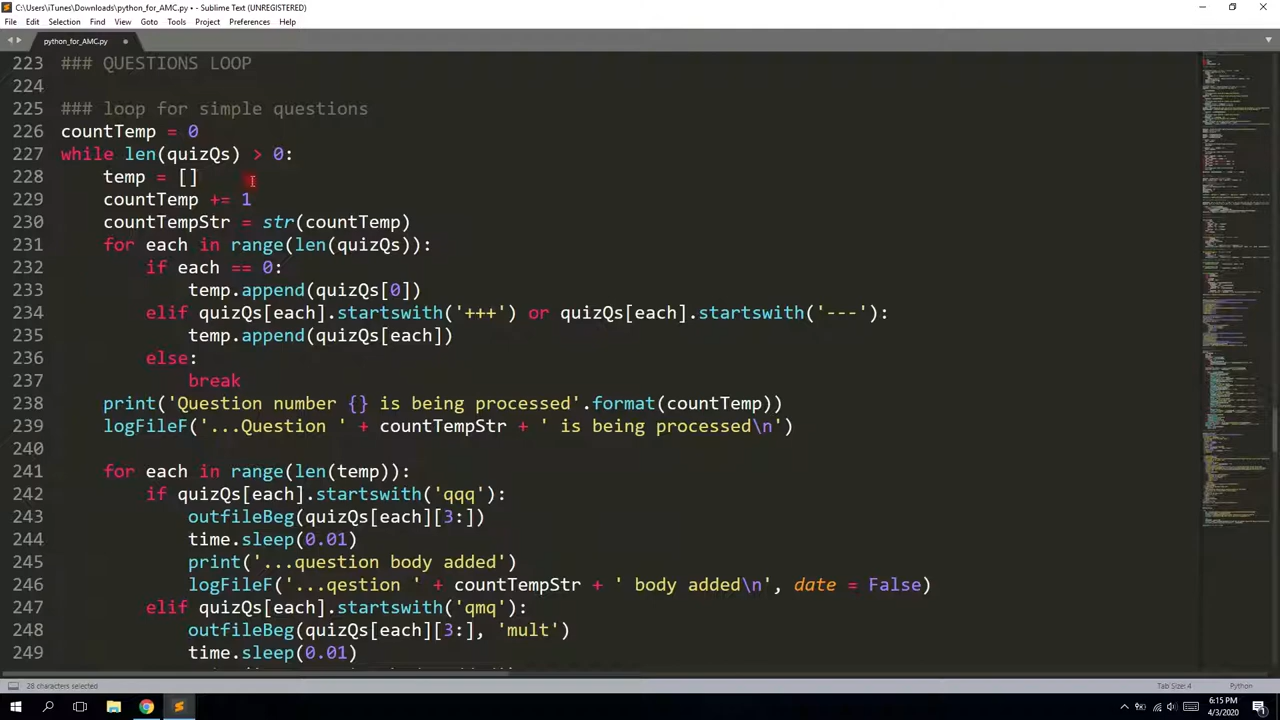 C:\Users\iTunes\Downloads\python_for_AMC.py • - Sublime Text (UNREGISTERED)
File Edit Selection Find View Goto Tools Project Preferences Help
python_for_AMC.py
223 ### QUESTIONS LOOP
224
225 ### loop for simple questions
226 countTemp = 0
227 while len(quizQs) > 0:
228     temp = []
229     countTemp += 1
230     countTempStr = str(countTemp)
231     for each in range(len(quizQs)):
232         if each == 0:
233             temp.append(quizQs[0])
234         elif quizQs[each].startswith('+++') or quizQs[each].startswith('---'):
235             temp.append(quizQs[each])
236         else:
237             break
238     print('Question number {} is being procised'.format(countTemp))
239     logFileF('...Question ' + countTempStr + ' is being processed\n')
240
241     for each in range(len(temp)):
242         if quizQs[each].startswith('qqq'):
243             outfileBeg(quizQs[each][3:])
244             time.sleep(0.01)
245             print('...question body added')
246             logFileF('...qestion ' + countTempStr + ' body added\n', date = False)
247         elif quizQs[each].startswith('qmq'):
248             outfileBeg(quizQs[each][3:], 'mult')
249             time.sleep(0.01)
28 characters selected
Tab Size: 4
Python
6:15 PM
4/3/2020